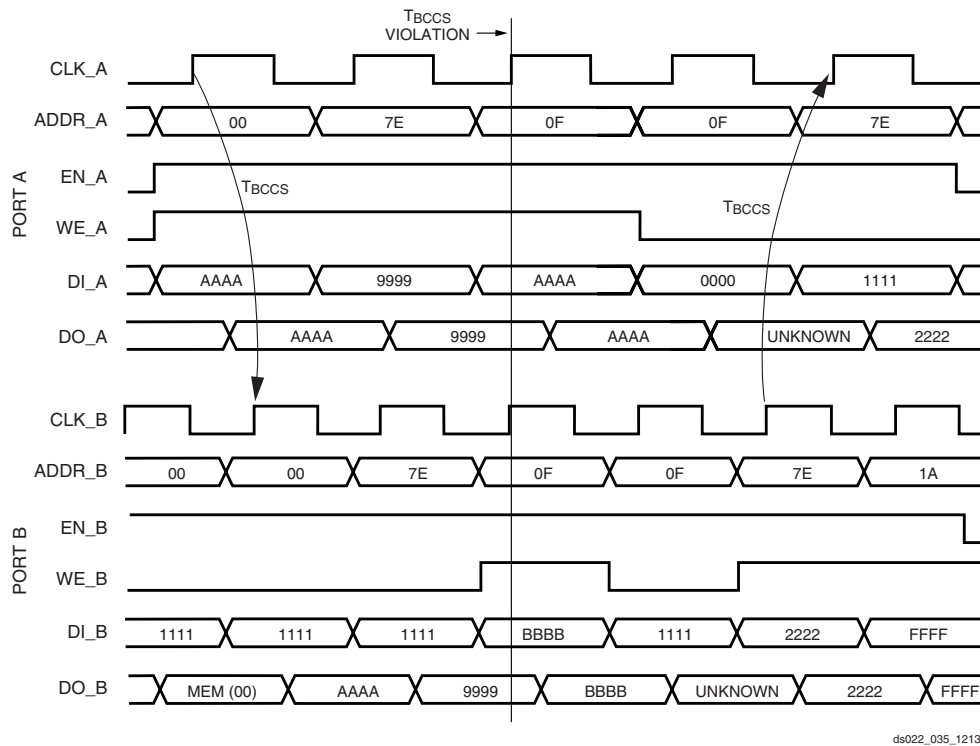 TBCCS
VIOLATION
CLK_A
ADDR_A 00 7E 0F 0F 7E
EN_A
TBCCS
TBCCS
WE_A
DI_A AAAA 9999 AAAA 0000 1111
DO_A AAAA 9999 AAAA UNKNOWN 2222
PORT A
CLK_B
ADDR_B 00 00 7E 0F 0F 7E 1A
EN_B
WE_B
DI_B 1111 1111 1111 BBBB 1111 2222 FFFF
DO_B MEM (00) AAAA 9999 BBBB UNKNOWN 2222 FFFF
PORT B
ds022_035_1213